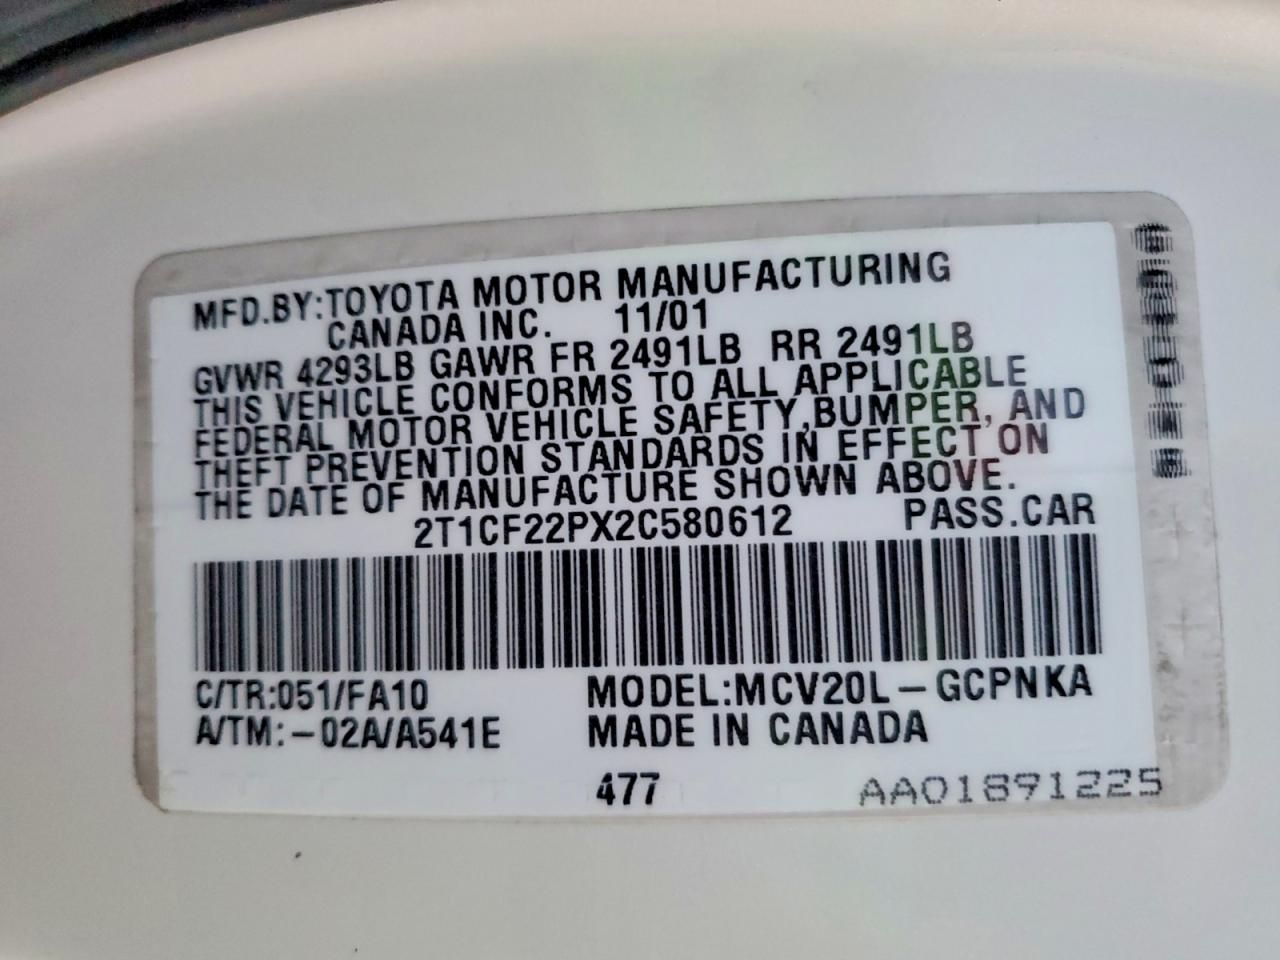 MFD.BY:TOYOTA MOTOR MANUFACTURING
CANADA INC. 11/01
GVWR 4293LB GAWR FR 2491LB RR 2491LB
THIS VEHICLE CONFORMS TO ALL APPLICABLE
FEDERAL MOTOR VEHICLE SAFETY,BUMPER, AND
THEFT PREVENTION STANDARDS IN EFFECT ON
THE DATE OF MANUFACTURE SHOWN ABOVE.
2T1CF22PX2C580612 PASS.CAR
C/TR:051/FA10 MODEL:MCV20L-GCPNKA
A/TM:-02A/A541E MADE IN CANADA
477 AA01891225